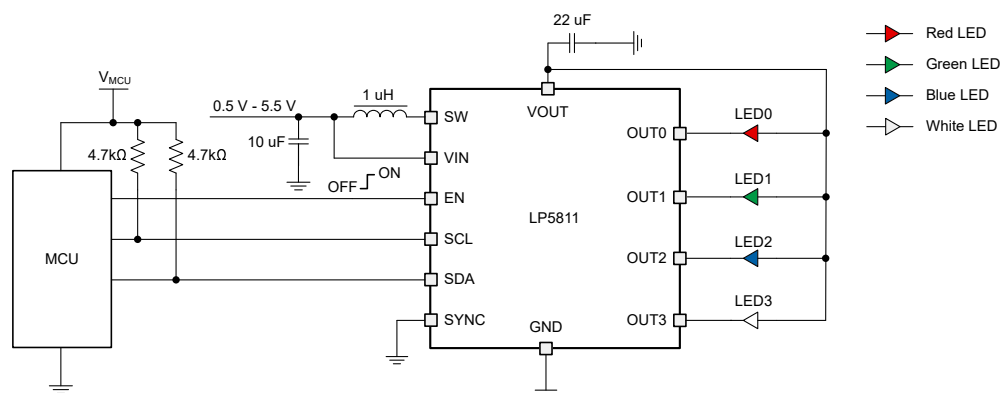 22 uF
Red LED
Green LED
Blue LED
White LED
VMCU
0.5 V - 5.5 V
1 uH
10 uF
4.7kΩ
4.7kΩ
OFF
ON
MCU
SW
VIN
EN
SCL
SDA
SYNC
VOUT
LP5811
GND
OUT0
OUT1
OUT2
OUT3
LED0
LED1
LED2
LED3